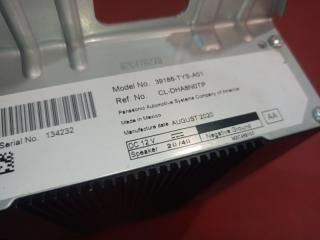 Model No. 39186-TYS-A01
Ref No. CL-DHA8N0TP
Panasonic Automotive Systems Company of America
Made in Mexico
Manufacture date AUGUST 2020
Serial No. 134232
DC 12 V Negative Ground
Speaker 2Ω/4Ω
AA